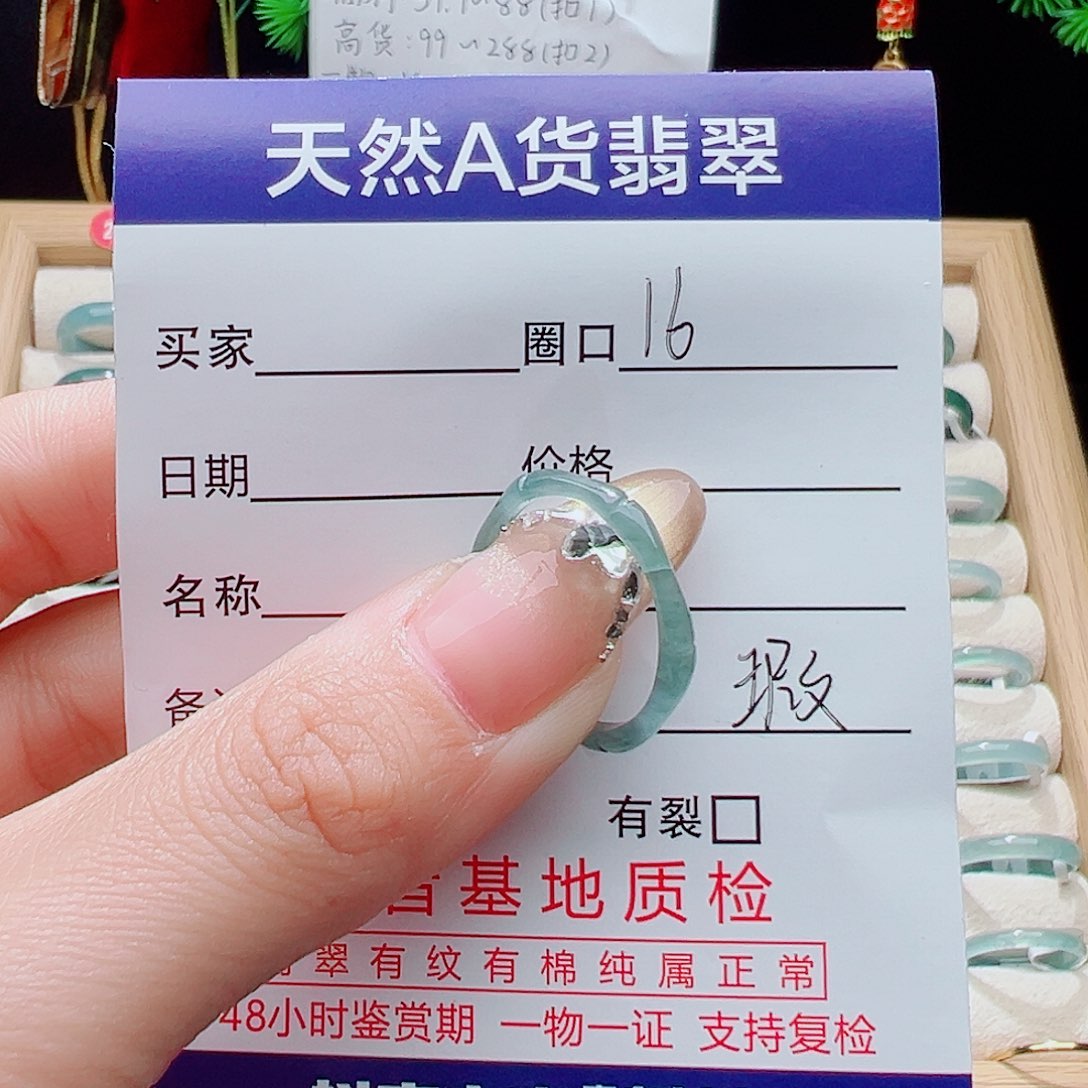 高货:99~288(扣2)
天然A货翡翠
买家 圈口 16
日期 价格
名称
备 瑕
有裂□
基地质检
翠有纹有棉纯属正常
48小时鉴赏期 一物一证 支持复检